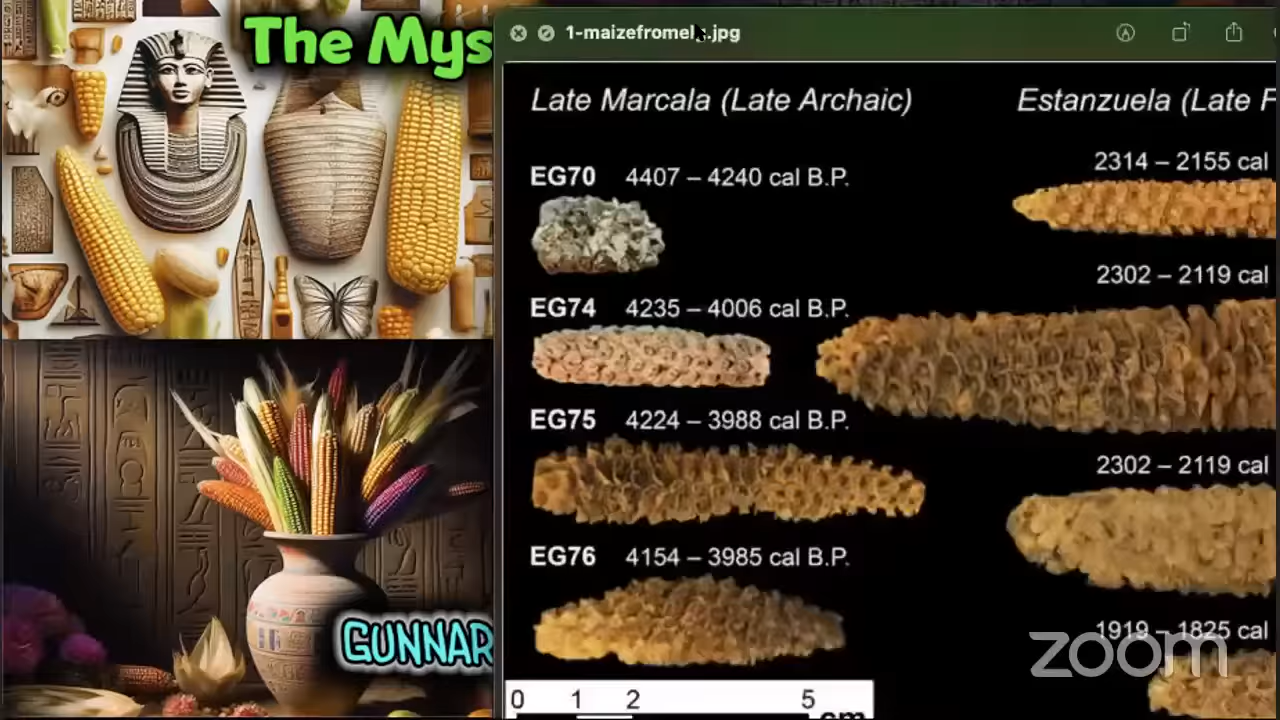 The Mys
GUNNAR
1-maizefromel
.jpg
Late Marcala (Late Archaic)
Estanzuela (Late F
EG70 4407 – 4240 cal B.P.
2314 – 2155 cal
EG74 4235 – 4006 cal B.P.
2302 – 2119 cal
EG75 4224 – 3988 cal B.P.
2302 – 2119 cal
EG76 4154 – 3985 cal B.P.
1919 – 1825 cal
zoom
0 1 2 5
cm